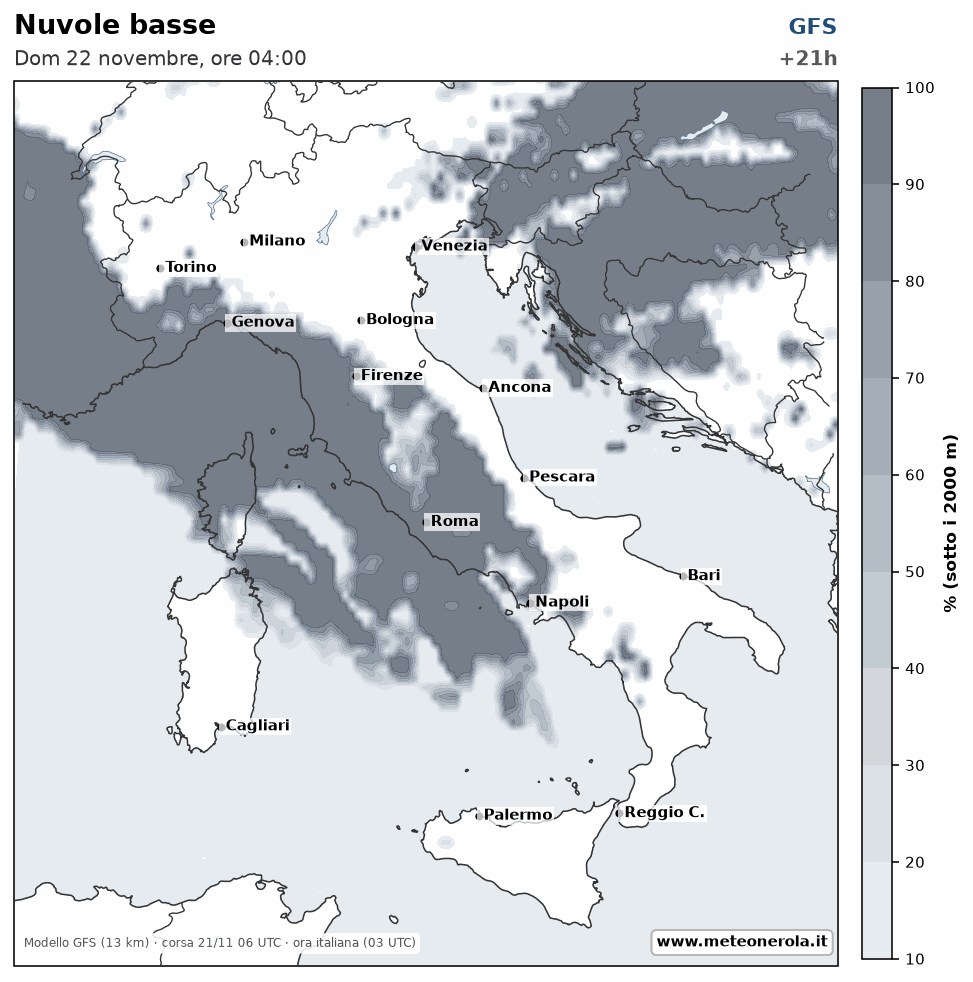 Nuvole basse
GFS
Dom 22 novembre, ore 04:00
+21h
Milano
Venezia
Torino
Genova
Bologna
Firenze
Ancona
Pescara
Roma
Bari
Napoli
Cagliari
Palermo
Reggio C.
100
90
80
70
60
50
40
30
20
10
% (sotto i 2000 m)
Modello GFS (13 km) · corsa 21/11 06 UTC · ora italiana (03 UTC)
www.meteonerola.it